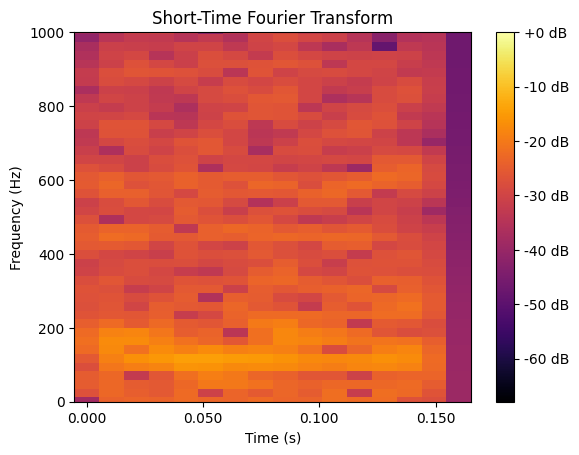 Short-Time Fourier Transform
1000
800
600
400
200
0
Frequency (Hz)
0.000
0.050
0.100
0.150
Time (s)
+0 dB
-10 dB
-20 dB
-30 dB
-40 dB
-50 dB
-60 dB